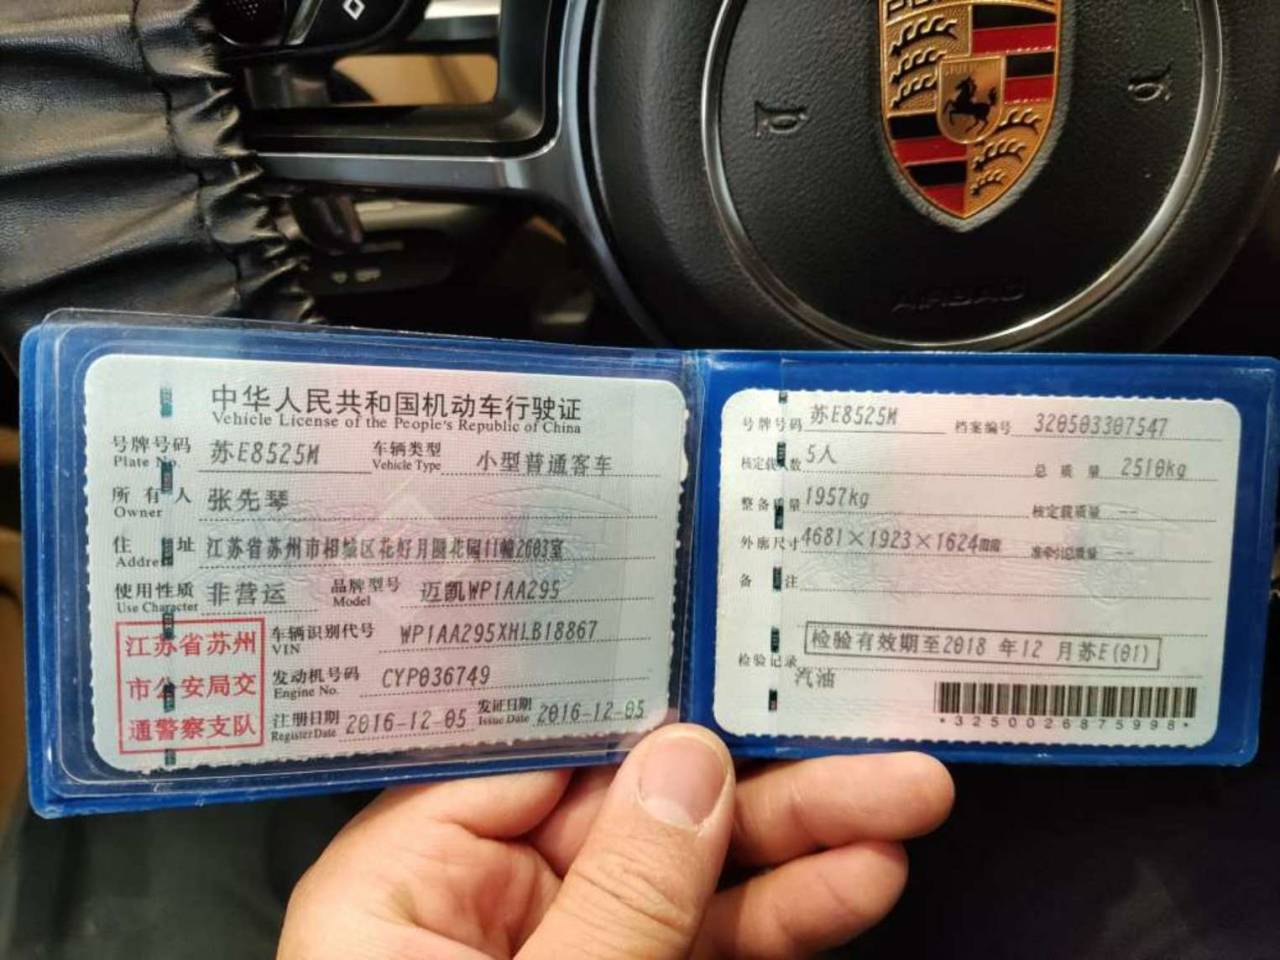 中华人民共和国机动车行驶证
Vehicle License of the People's Republic of China
号牌号码 苏E8525M 车辆类型 小型普通客车
Plate No. Vehicle Type
所有人 张先琴
Owner
住址 江苏省苏州市相城区花好月圆花园11幢2603室
Address
使用性质 非营运 品牌型号 迈凯WP1AA295
Use Character Model
江苏省苏州
市公安局交
通警察支队
车辆识别代号 WP1AA295XHLB18867
VIN
发动机号码 CYP036749
Engine No.
注册日期 2016-12-05 发证日期 2016-12-05
Register Date Issue Date
号牌号码 苏E8525M 档案编号 320503307547
核定载人数 5人 总质量 2510kg
整备质量 1957kg 核定载质量 --
外廓尺寸 4681×1923×1624 准牵引总质量 --
备注
检验有效期至2018年12月苏E(01)
检验记录
汽油
*3250026875998*
AIRBAG